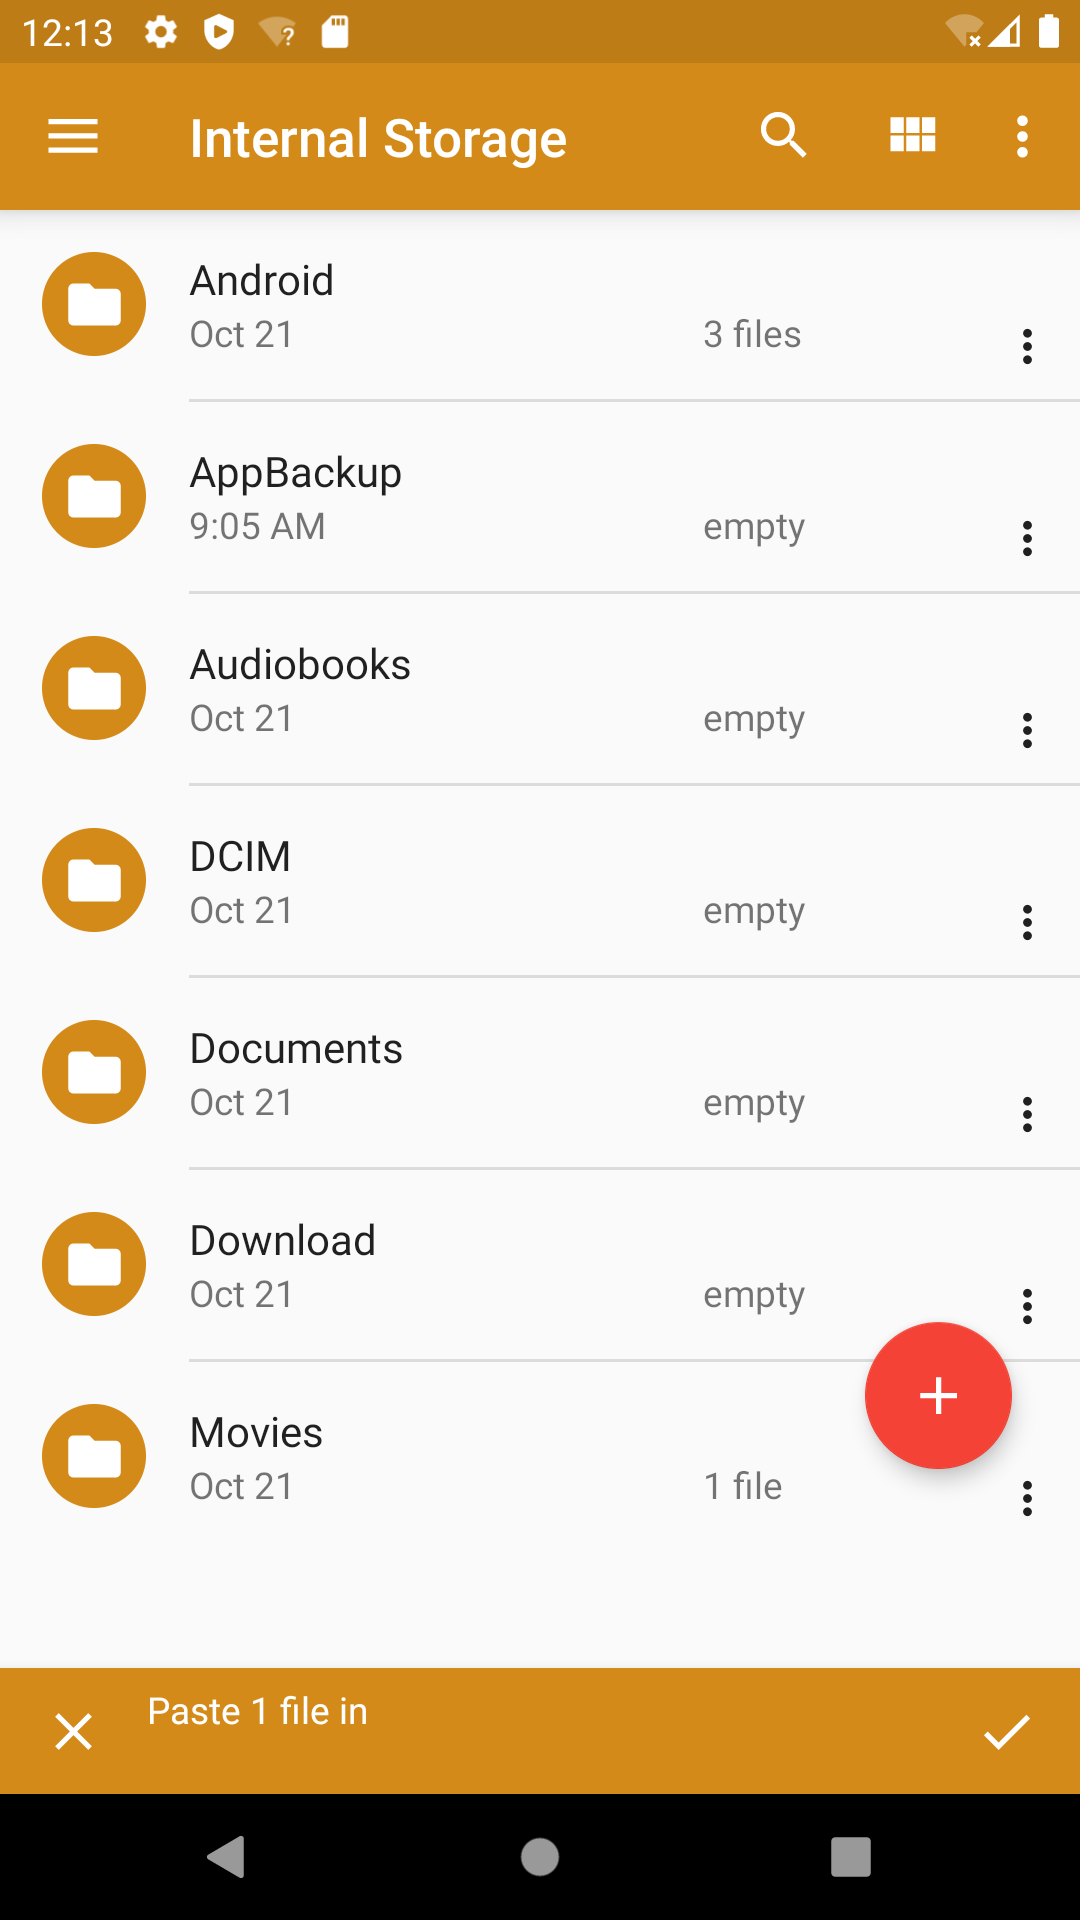 12:13
Internal Storage
Android
Oct 21
3 files
AppBackup
9:05 AM
empty
Audiobooks
Oct 21
empty
DCIM
Oct 21
empty
Documents
Oct 21
empty
Download
Oct 21
empty
Movies
Oct 21
1 file
Paste 1 file in